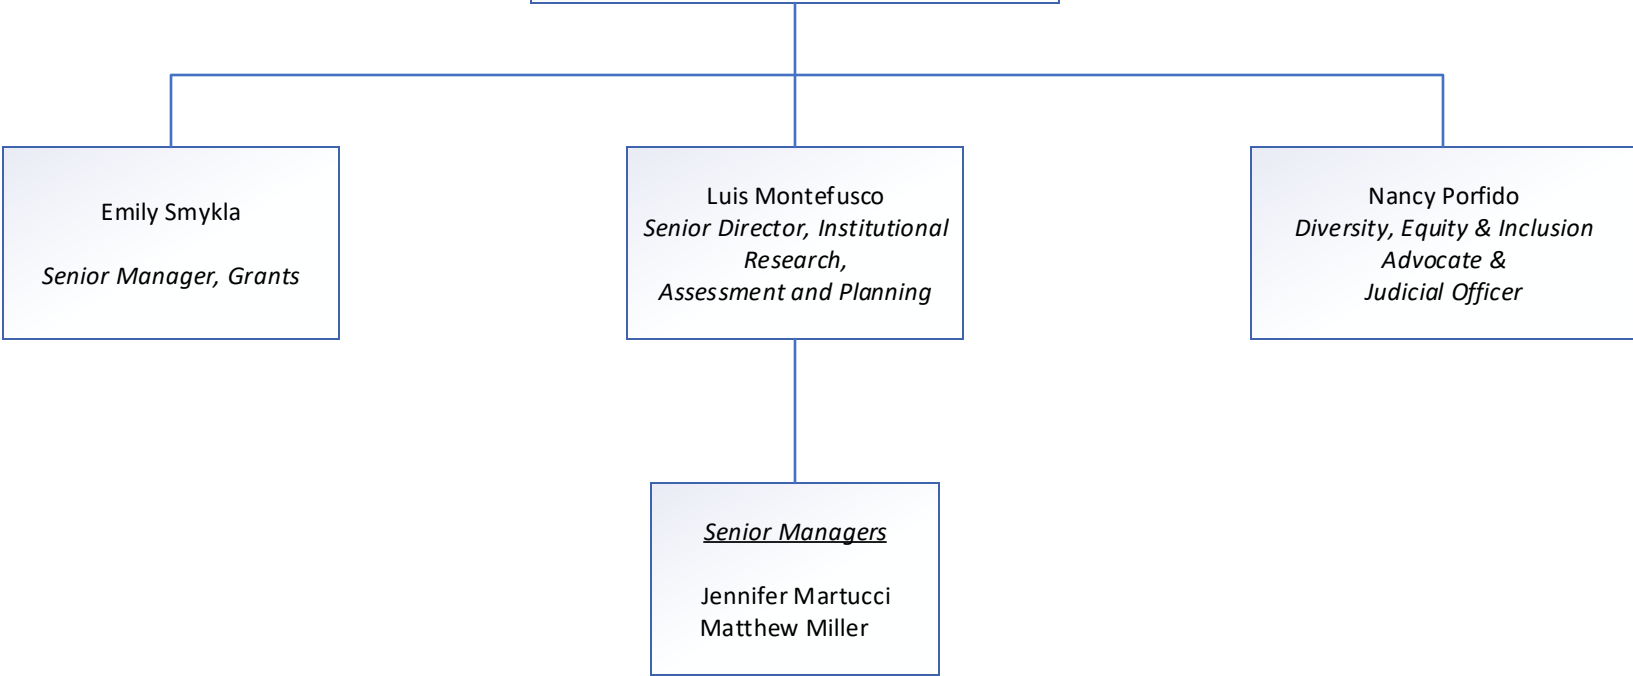 Emily Smykla
Senior Manager, Grants
Luis Montefusco
Senior Director, Institutional
Research,
Assessment and Planning
Nancy Porfido
Diversity, Equity & Inclusion
Advocate &
Judicial Officer
Senior Managers
Jennifer Martucci
Matthew Miller